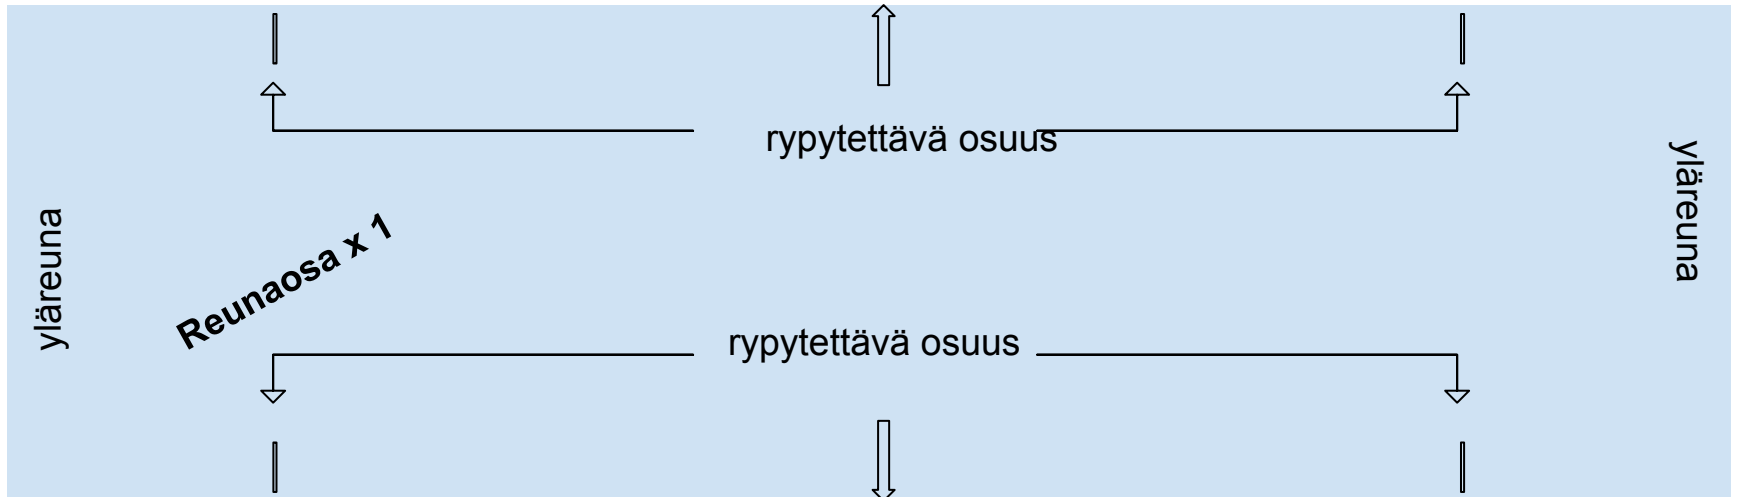 rypytettävä osuus
yläreuna
yläreuna
Reunaosa x 1
rypytettävä osuus